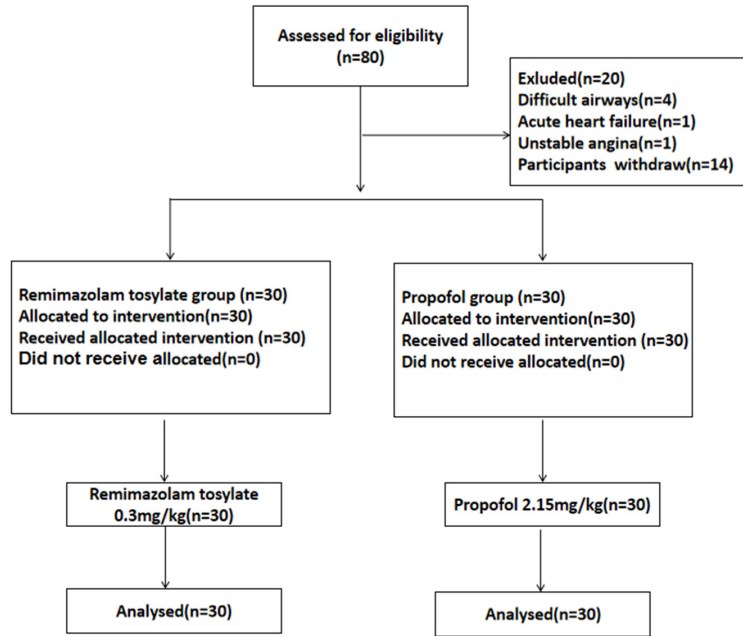 Assessed for eligibility
(n=80)
Exluded(n=20)
Difficult airways(n=4)
Acute heart failure(n=1)
Unstable angina(n=1)
Participants withdraw(n=14)
Remimazolam tosylate group (n=30)
Allocated to intervention(n=30)
Received allocated intervention (n=30)
Did not receive allocated(n=0)
Propofol group (n=30)
Allocated to intervention(n=30)
Received allocated intervention (n=30)
Did not receive allocated(n=0)
Remimazolam tosylate
0.3mg/kg(n=30)
Propofol 2.15mg/kg(n=30)
Analysed(n=30)
Analysed(n=30)